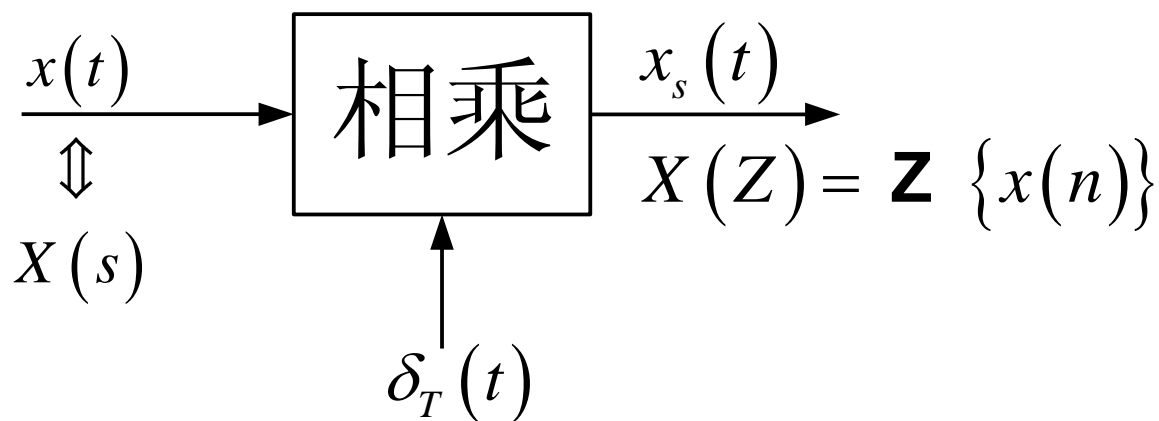 x(t)
相乘
x_s(t)
⇕
X(Z) = Z {x(n)}
X(s)
δ_T(t)